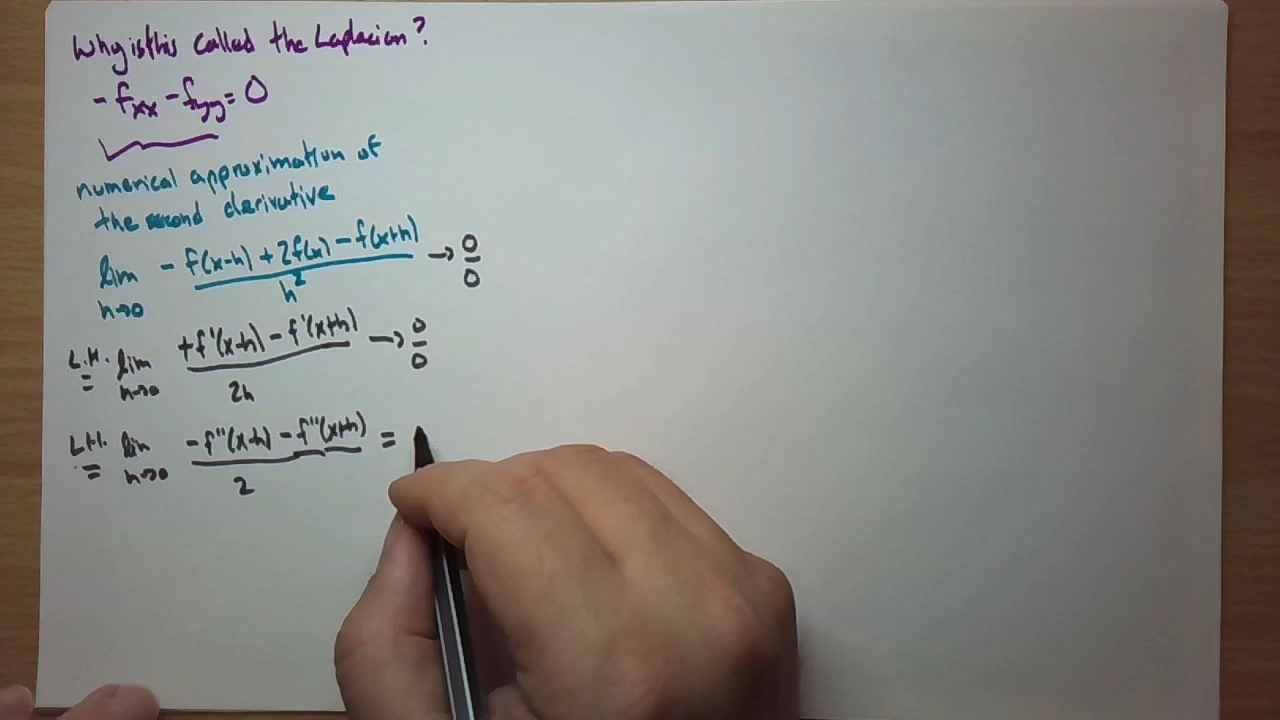 Why is this called the Laplacian?
- fxx - fyy = 0
numerical approximation of
the second derivative
lim h→0 - f(x-h) + 2f(x) - f(x+h) / h² → 0/0
L.H. = lim h→0 +f'(x-h) - f'(x+h) / 2h → 0/0
L.H. = lim h→0 -f''(x-h) - f''(x+h) / 2 =